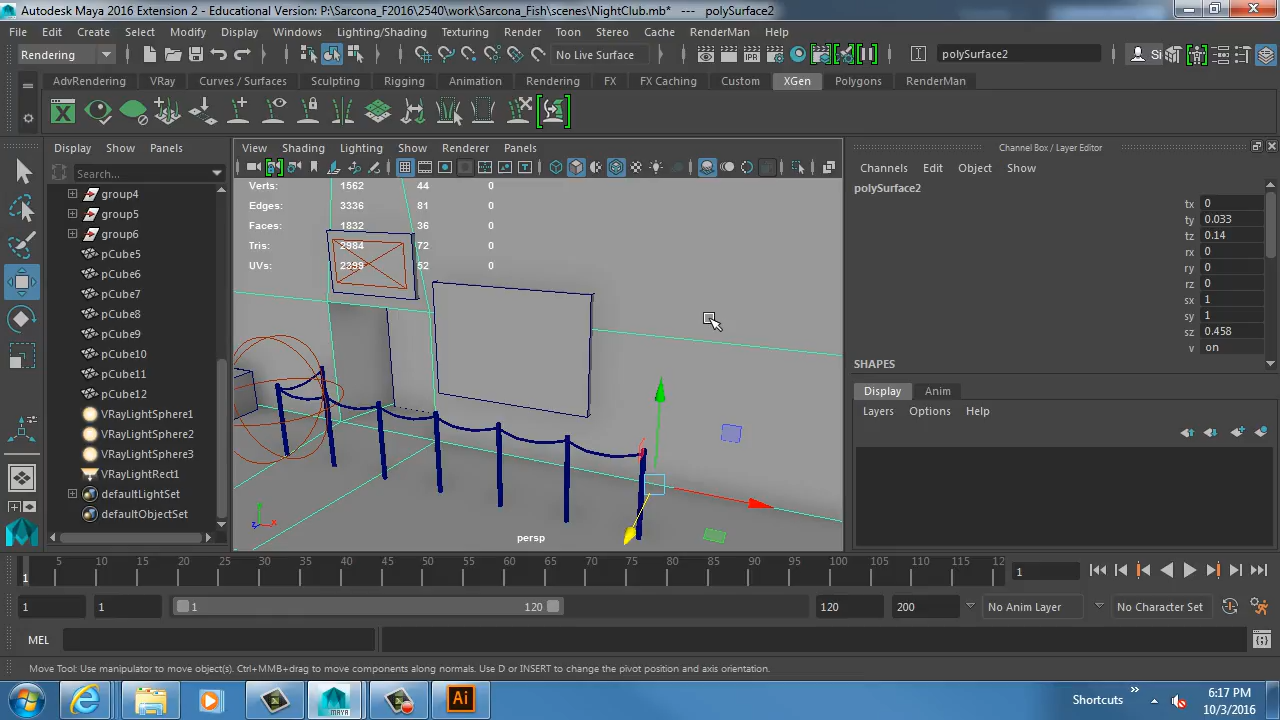 Autodesk Maya 2016 Extension 2 - Educational Version: P:\Sarcona_F2016\2540\work\Sarcona_Fish\scenes\NightClub.mb* --- polySurface2
File Edit Create Select Modify Display Windows Lighting/Shading Texturing Render Toon Stereo Cache RenderMan Help
Rendering No Live Surface IPR polySurface2 Si
AdvRendering VRay Curves / Surfaces Sculpting Rigging Animation Rendering FX FX Caching Custom XGen Polygons RenderMan
Display Show Panels
View Shading Lighting Show Renderer Panels
Channel Box / Layer Editor
Channels Edit Object Show
Search...
group4
group5
group6
pCube5
pCube6
pCube7
pCube8
pCube9
pCube10
pCube11
pCube12
VRayLightSphere1
VRayLightSphere2
VRayLightSphere3
VRayLightRect1
defaultLightSet
defaultObjectSet
Verts: 1562 44 0
Edges: 3336 81 0
Faces: 1832 36 0
Tris: 2984 72 0
UVs: 2399 52 0
persp
polySurface2
tx 0
ty 0.033
tz 0.14
rx 0
ry 0
rz 0
sx 1
sy 1
sz 0.458
v on
SHAPES
Display Anim
Layers Options Help
1 5 10 15 20 25 30 35 40 45 50 55 60 65 70 75 80 85 90 95 100 105 110 115 12 1
1 1 1 120 120 200 No Anim Layer No Character Set
MEL
Move Tool: Use manipulator to move object(s). Ctrl+MMB+drag to move components along normals. Use D or INSERT to change the pivot position and axis orientation.
MAYA Ai Shortcuts » 6:17 PM
10/3/2016